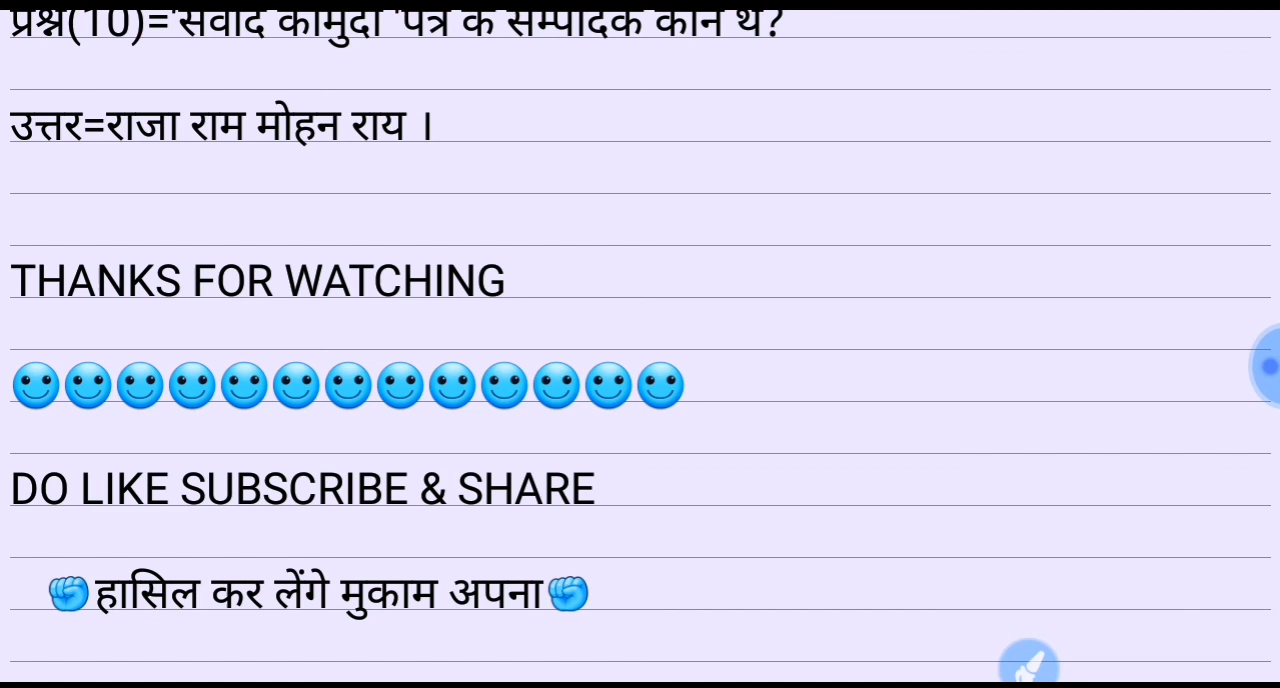 प्रश्न(10)='संवाद कौमुदी 'पत्र के सम्पादक कौन थे?
उत्तर=राजा राम मोहन राय ।
THANKS FOR WATCHING
DO LIKE SUBSCRIBE & SHARE
हासिल कर लेंगे मुकाम अपना